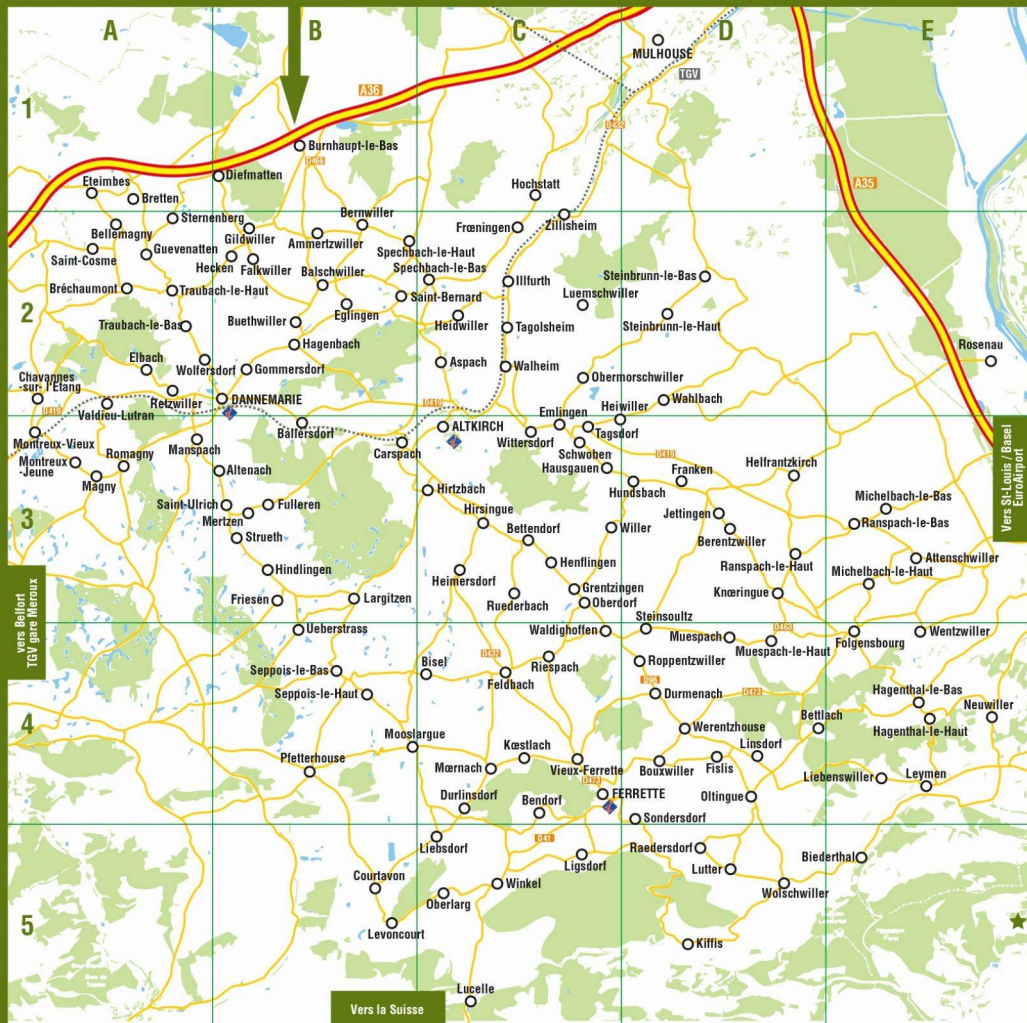 A
B
C
D
E
MULHOUSE
TGV
A36
1
Burnhaupt-le-Bas
D466
D432
Diefmatten
Eteimbes
Bretten
Hochstatt
A35
Sternenberg
Bernwiller
Zillisheim
Bellemagny
Gildwiller
Ammertzwiller
Frœningen
Saint-Cosme
Guevenatten
Hecken
Falkwiller
Spechbach-le-Haut
Balschwiller
Spechbach-le-Bas
Illfurth
Steinbrunn-le-Bas
Bréchaumont
Traubach-le-Haut
Saint-Bernard
Luemschwiller
2
Eglingen
Heidwiller
Steinbrunn-le-Haut
Traubach-le-Bas
Buethwiller
Tagolsheim
Hagenbach
Rosenau
Elbach
Wolfersdorf
Gommersdorf
Aspach
Walheim
Chavannes
-sur- l'Etang
Obermorschwiller
Retzwiller
DANNEMARIE
D419
Wahlbach
D419
Valdieu-Lutran
Ballersdorf
ALTKIRCH
Emlingen
Heiwiller
Montreux-Vieux
Manspach
Carspach
Wittersdorf
Tagsdorf
Schwoben
D419
Montreux
-Jeune
Romagny
Magny
Altenach
Hausgauen
Hundsbach
Franken
Helfrantzkirch
Vers St-Louis / Basel
EuroAirport
Hirtzbach
Saint-Ulrich
Fulleren
Mertzen
Michelbach-le-Bas
3
Hirsingue
Jettingen
Ranspach-le-Bas
Strueth
Bettendorf
Willer
Berentzwiller
Hindlingen
Henflingen
Ranspach-le-Haut
Attenschwiller
Heimersdorf
Michelbach-le-Haut
vers Belfort
TGV gare Meroux
Friesen
Largitzen
Ruederbach
Grentzingen
Oberdorf
Knœringue
Ueberstrass
Waldighoffen
Steinsoultz
Muespach
D463
Muespach-le-Haut
Folgensbourg
Wentzwiller
Seppois-le-Bas
Bisel
D432
Riespach
Roppentzwiller
Feldbach
D9B
Seppois-le-Haut
Durmenach
D473
Hagenthal-le-Bas
Neuwiller
4
Werentzhouse
Bettlach
Hagenthal-le-Haut
Mooslargue
Kœstlach
Linsdorf
Pfetterhouse
Mœrnach
Vieux-Ferrette
Bouxwiller
Fislis
Liebenswiller
Leymen
D473
Durlinsdorf
Bendorf
FERRETTE
Oltingue
Sondersdorf
Liebsdorf
D41
Ligsdorf
Raedersdorf
Biederthal
Courtavon
Winkel
Lutter
Wolschwiller
Oberlarg
5
Levoncourt
Kiffis
Lucelle
Vers la Suisse